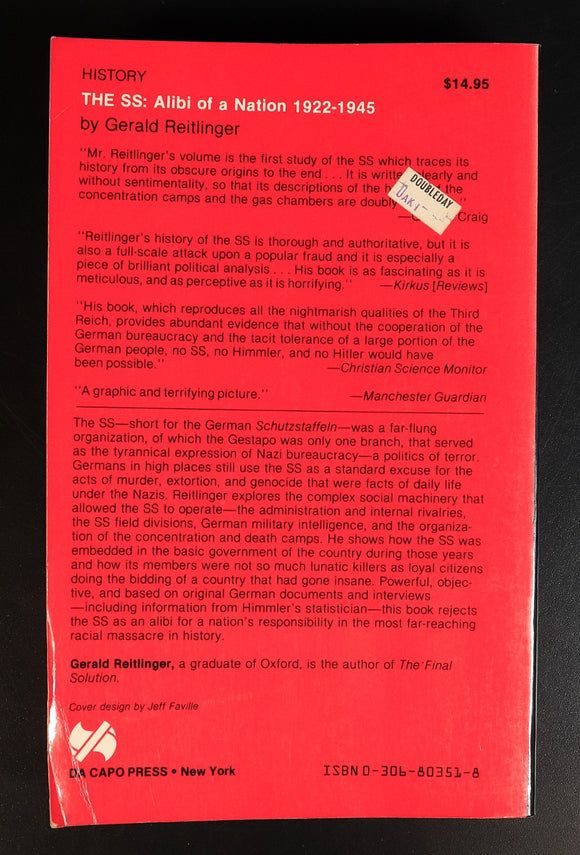 HISTORY
$14.95
THE SS: Alibi of a Nation 1922-1945
by Gerald Reitlinger
"Mr. Reitlinger's volume is the first study of the SS which traces its
history from its obscure origins to the end . . . It is writte learly and
without sentimentality, so that its descriptions of the h the
concentration camps and the gas chambers are doubly "
— Craig
DOUBLEDAY
"Reitlinger's history of the SS is thorough and authoritative, but it is
also a full-scale attack upon a popular fraud and it is especially a
piece of brilliant political analysis . . . His book is as fascinating as it is
meticulous, and as perceptive as it is horrifying." —Kirkus [Reviews]
"His book, which reproduces all the nightmarish qualities of the Third
Reich, provides abundant evidence that without the cooperation of the
German bureaucracy and the tacit tolerance of a large portion of the
German people, no SS, no Himmler, and no Hitler would have
been possible." —Christian Science Monitor
"A graphic and terrifying picture." —Manchester Guardian
The SS—short for the German Schutzstaffeln—was a far-flung
organization, of which the Gestapo was only one branch, that served
as the tyrannical expression of Nazi bureaucracy—a politics of terror.
Germans in high places still use the SS as a standard excuse for the
acts of murder, extortion, and genocide that were facts of daily life
under the Nazis. Reitlinger explores the complex social machinery that
allowed the SS to operate—the administration and internal rivalries,
the SS field divisions, German military intelligence, and the organiza-
tion of the concentration and death camps. He shows how the SS was
embedded in the basic government of the country during those years
and how its members were not so much lunatic killers as loyal citizens
doing the bidding of a country that had gone insane. Powerful, objec-
tive, and based on original German documents and interviews
—including information from Himmler's statistician—this book rejects
the SS as an alibi for a nation's responsibility in the most far-reaching
racial massacre in history.
Gerald Reitlinger, a graduate of Oxford, is the author of The Final
Solution.
Cover design by Jeff Faville
DA CAPO PRESS • New York
ISBN 0-306-80351-8